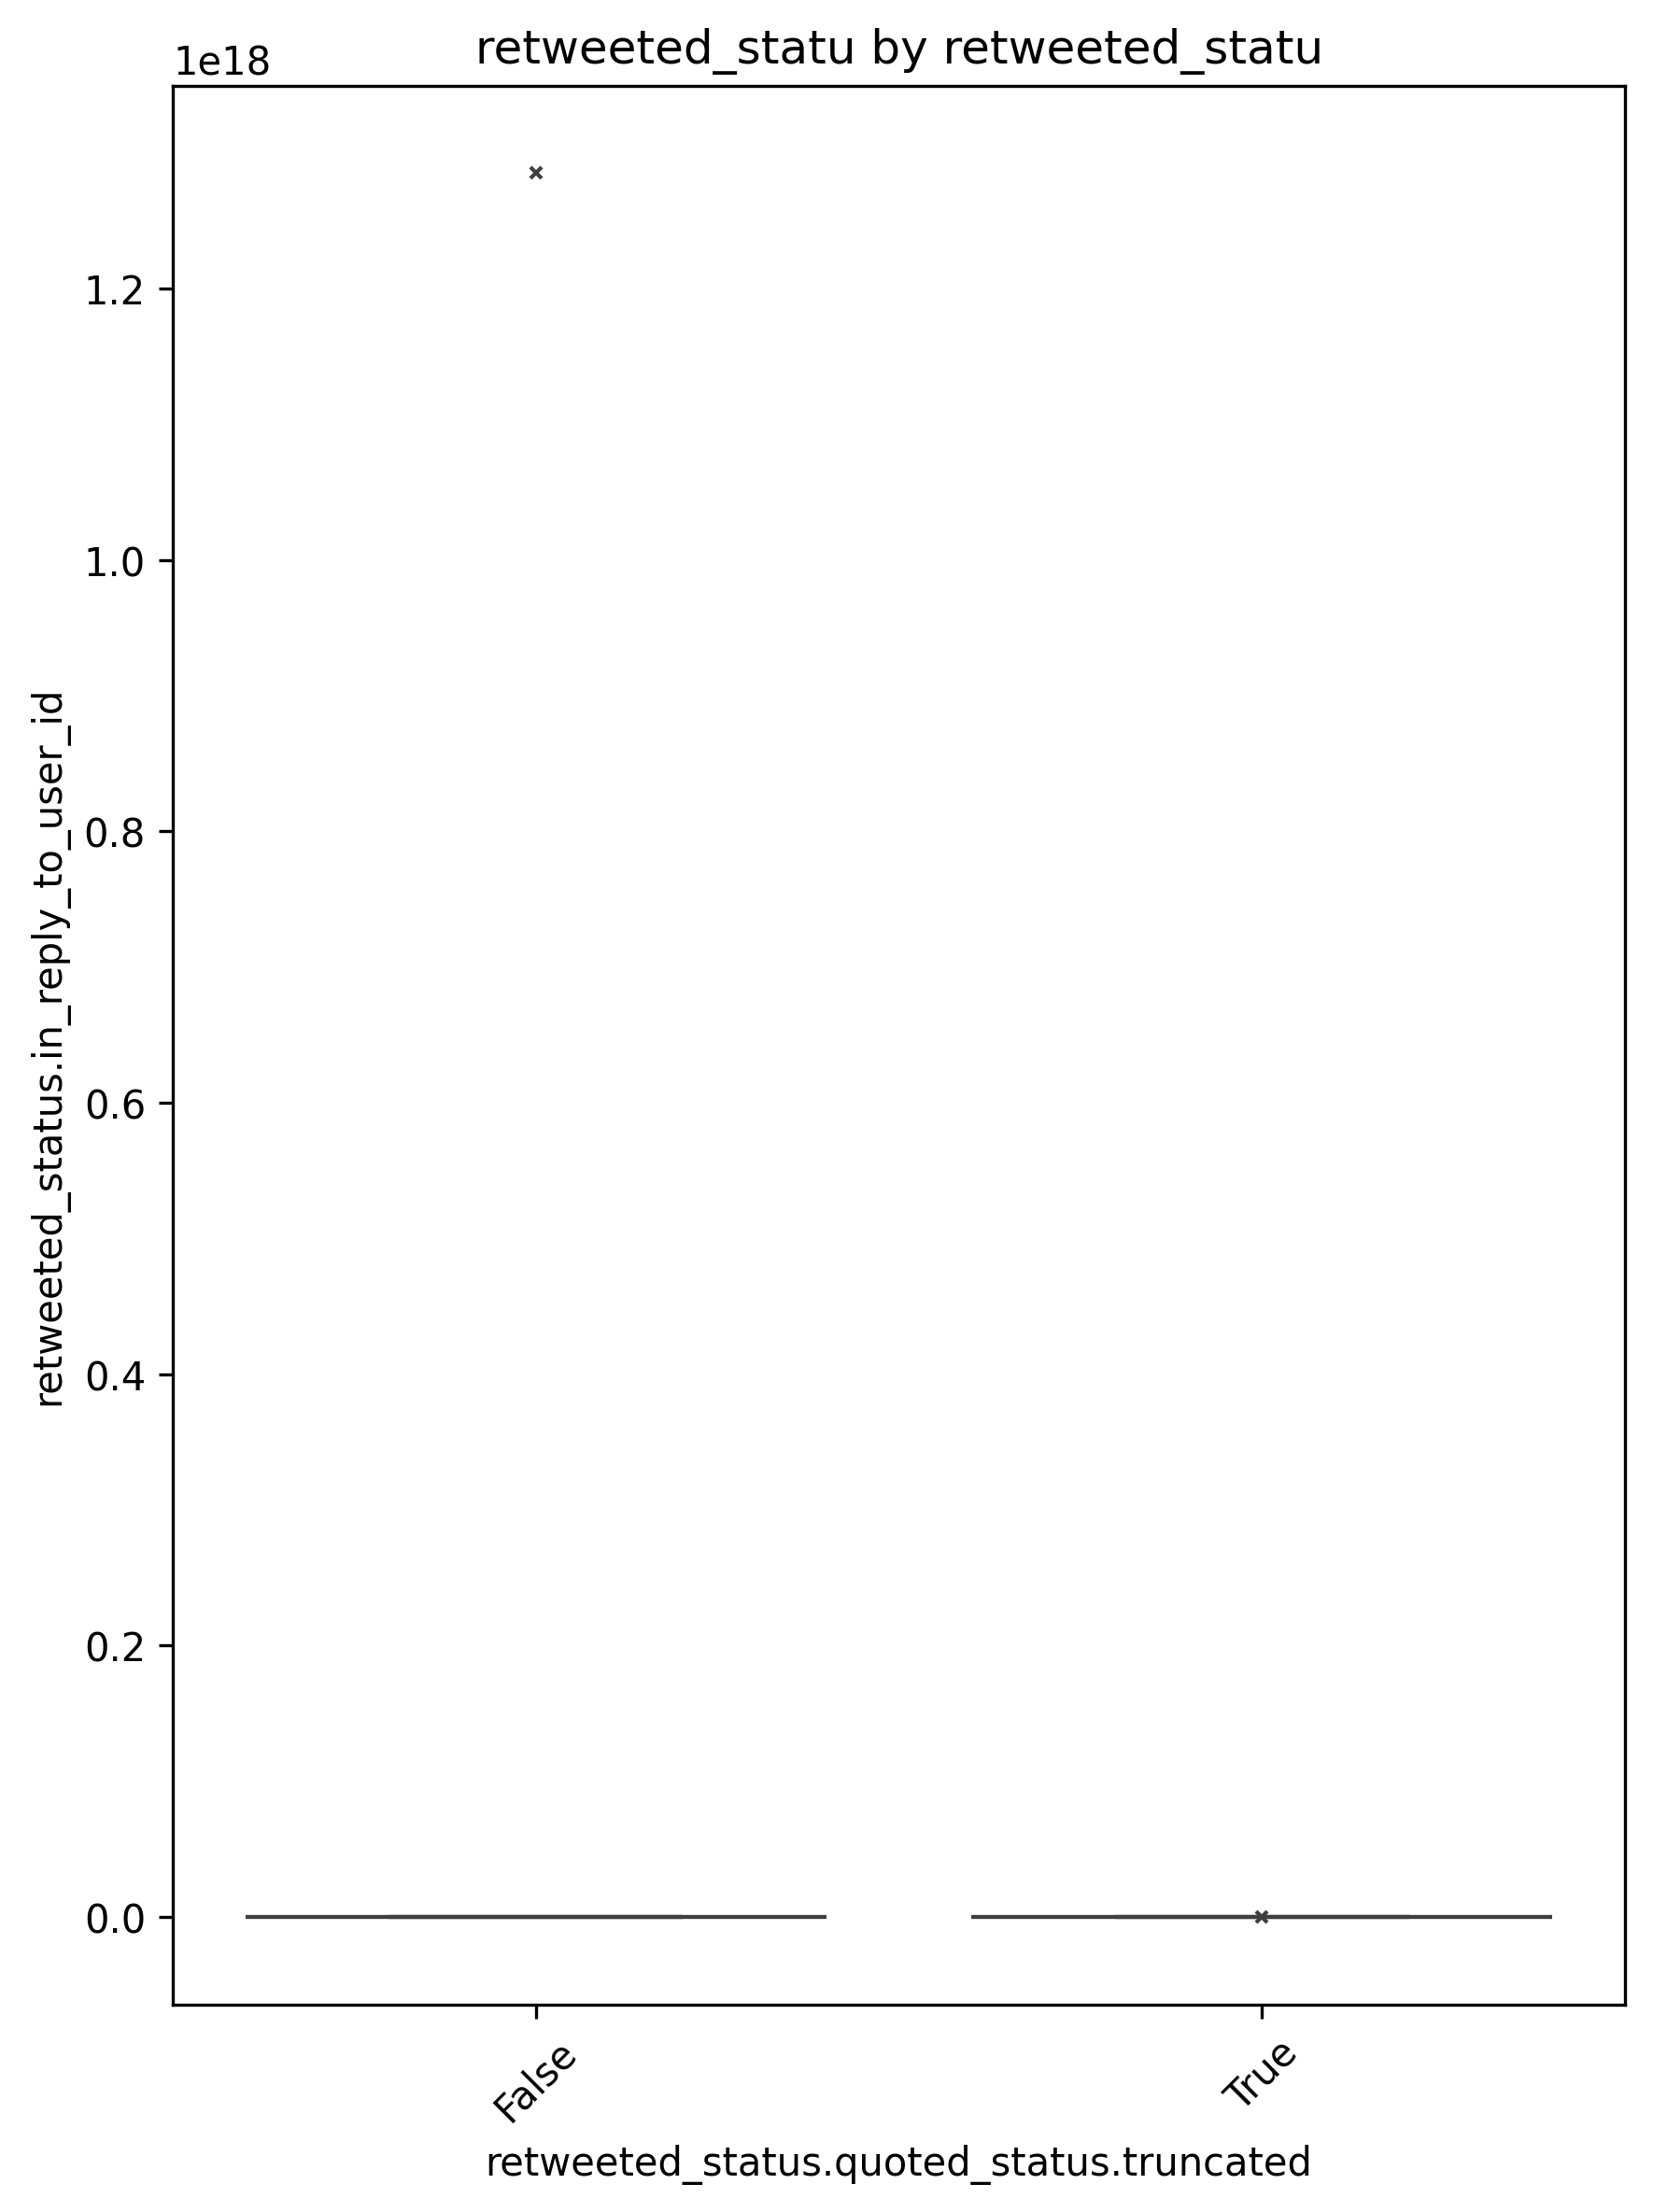 retweeted_statu by retweeted_statu
1e18
1.2
1.0
0.8
0.6
0.4
0.2
0.0
retweeted_status.in_reply_to_user_id
False
True
retweeted_status.quoted_status.truncated